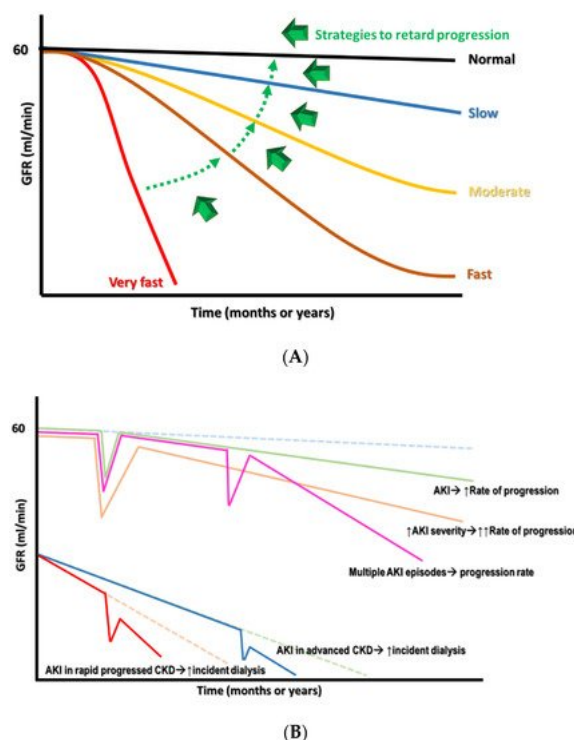 60
Strategies to retard progression
Normal
Slow
Moderate
Fast
Very fast
GFR (ml/min)
Time (months or years)
(A)
60
AKI→ ↑Rate of progression
↑AKI severity→↑↑Rate of progression
Multiple AKI episodes→ progression rate
AKI in advanced CKD→ ↑incident dialysis
AKI in rapid progressed CKD→ ↑incident dialysis
GFR (ml/min)
Time (months or years)
(B)